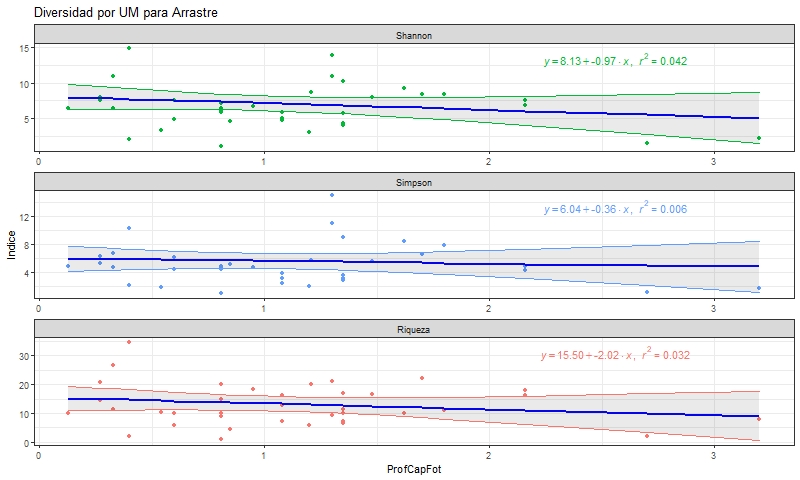 Diversidad por UM para Arrastre
Shannon
15
10
5
y = 8.13 + -0.97 · x, r² = 0.042
0 1 2 3
Simpson
12
8
4
y = 6.04 + -0.36 · x, r² = 0.006
0 1 2 3
Indice
Riqueza
30
20
10
0
y = 15.50 + -2.02 · x, r² = 0.032
0 1 2 3
ProfCapFot